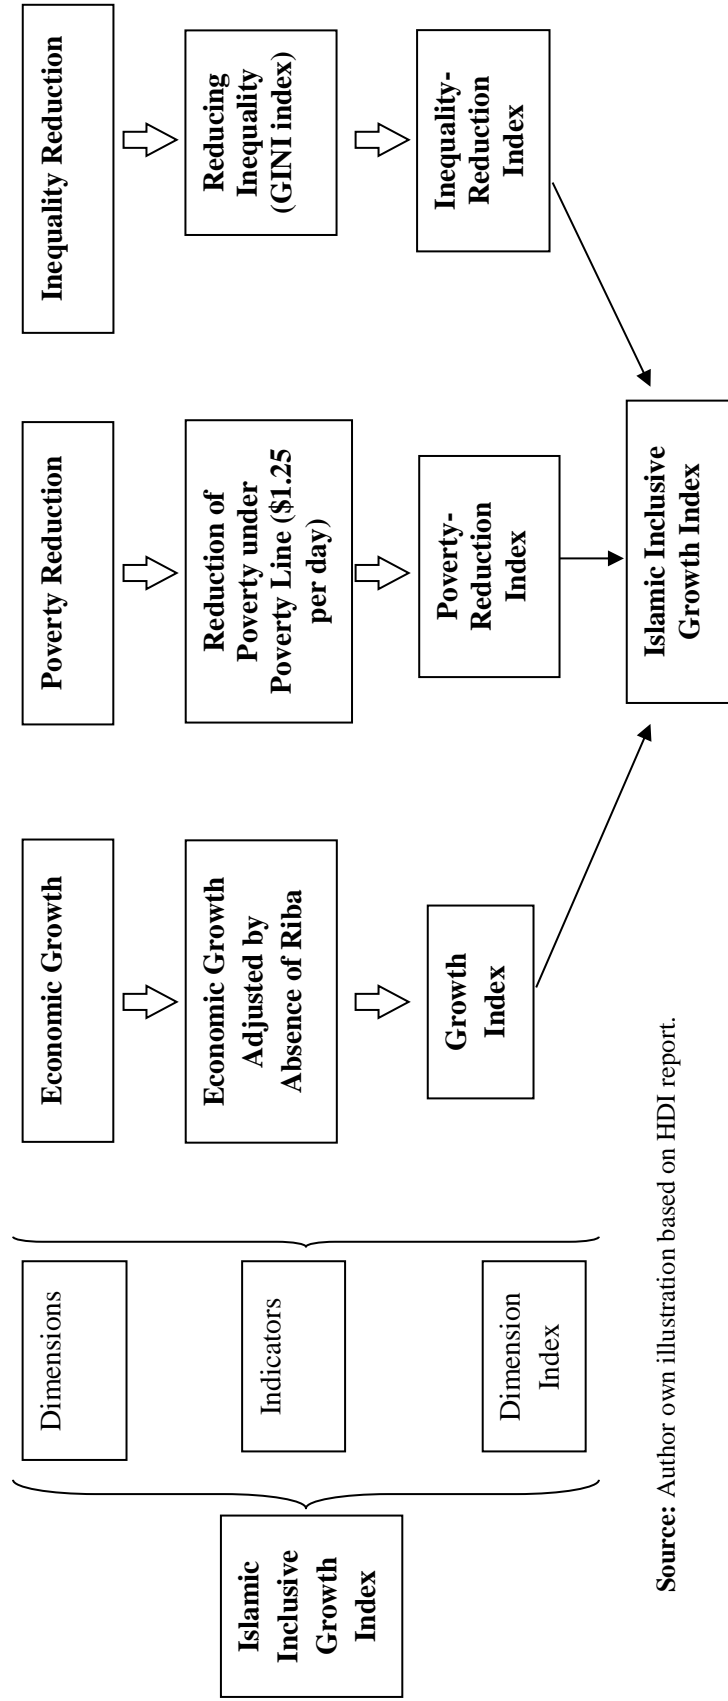 Islamic
Inclusive
Growth
Index
Dimensions
Indicators
Dimension
Index
Economic Growth
Economic Growth
Adjusted by
Absence of Riba
Growth
Index
Poverty Reduction
Reduction of
Poverty under
Poverty Line ($1.25
per day)
Poverty-
Reduction
Index
Inequality Reduction
Reducing
Inequality
(GINI index)
Inequality-
Reduction
Index
Islamic Inclusive
Growth Index
Source: Author own illustration based on HDI report.